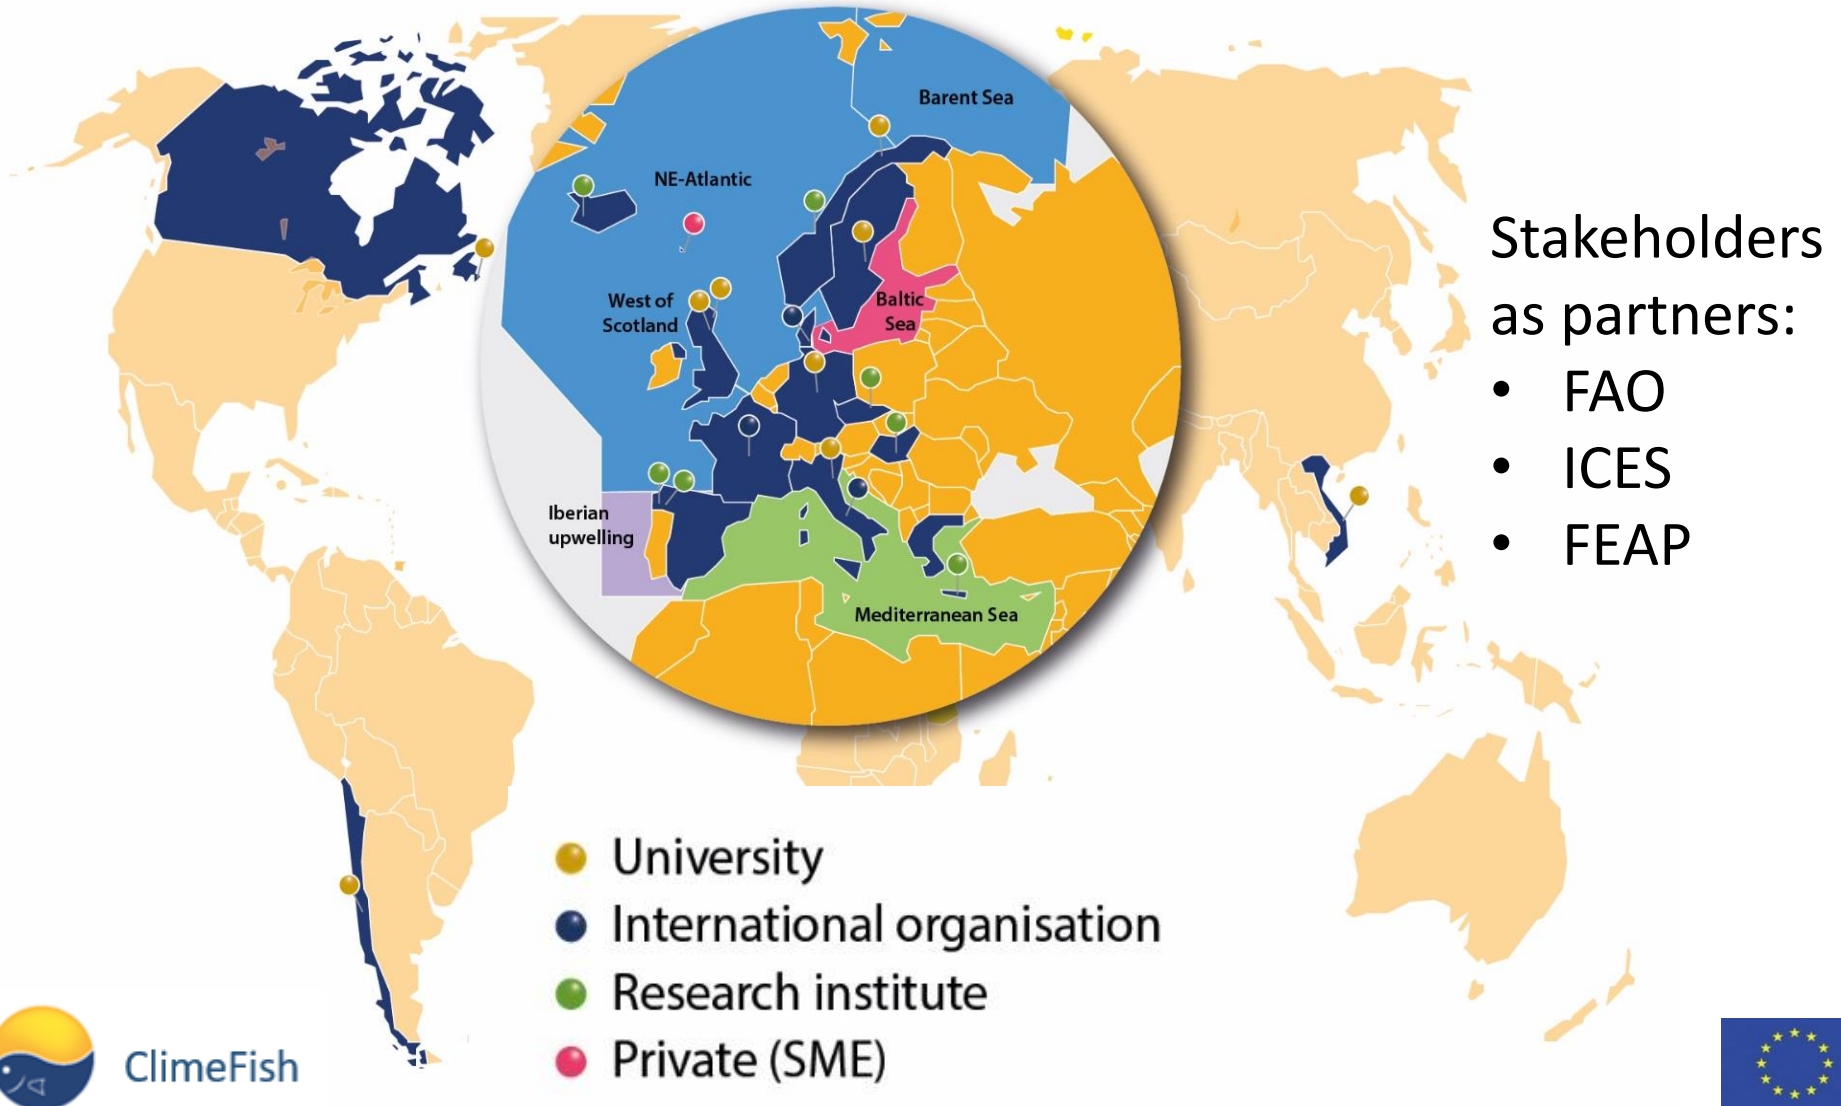 Barent Sea
NE-Atlantic
West of
Scotland
Baltic
Sea
Iberian
upwelling
Mediterranean Sea
Stakeholders
as partners:
• FAO
• ICES
• FEAP
University
International organisation
Research institute
Private (SME)
ClimeFish